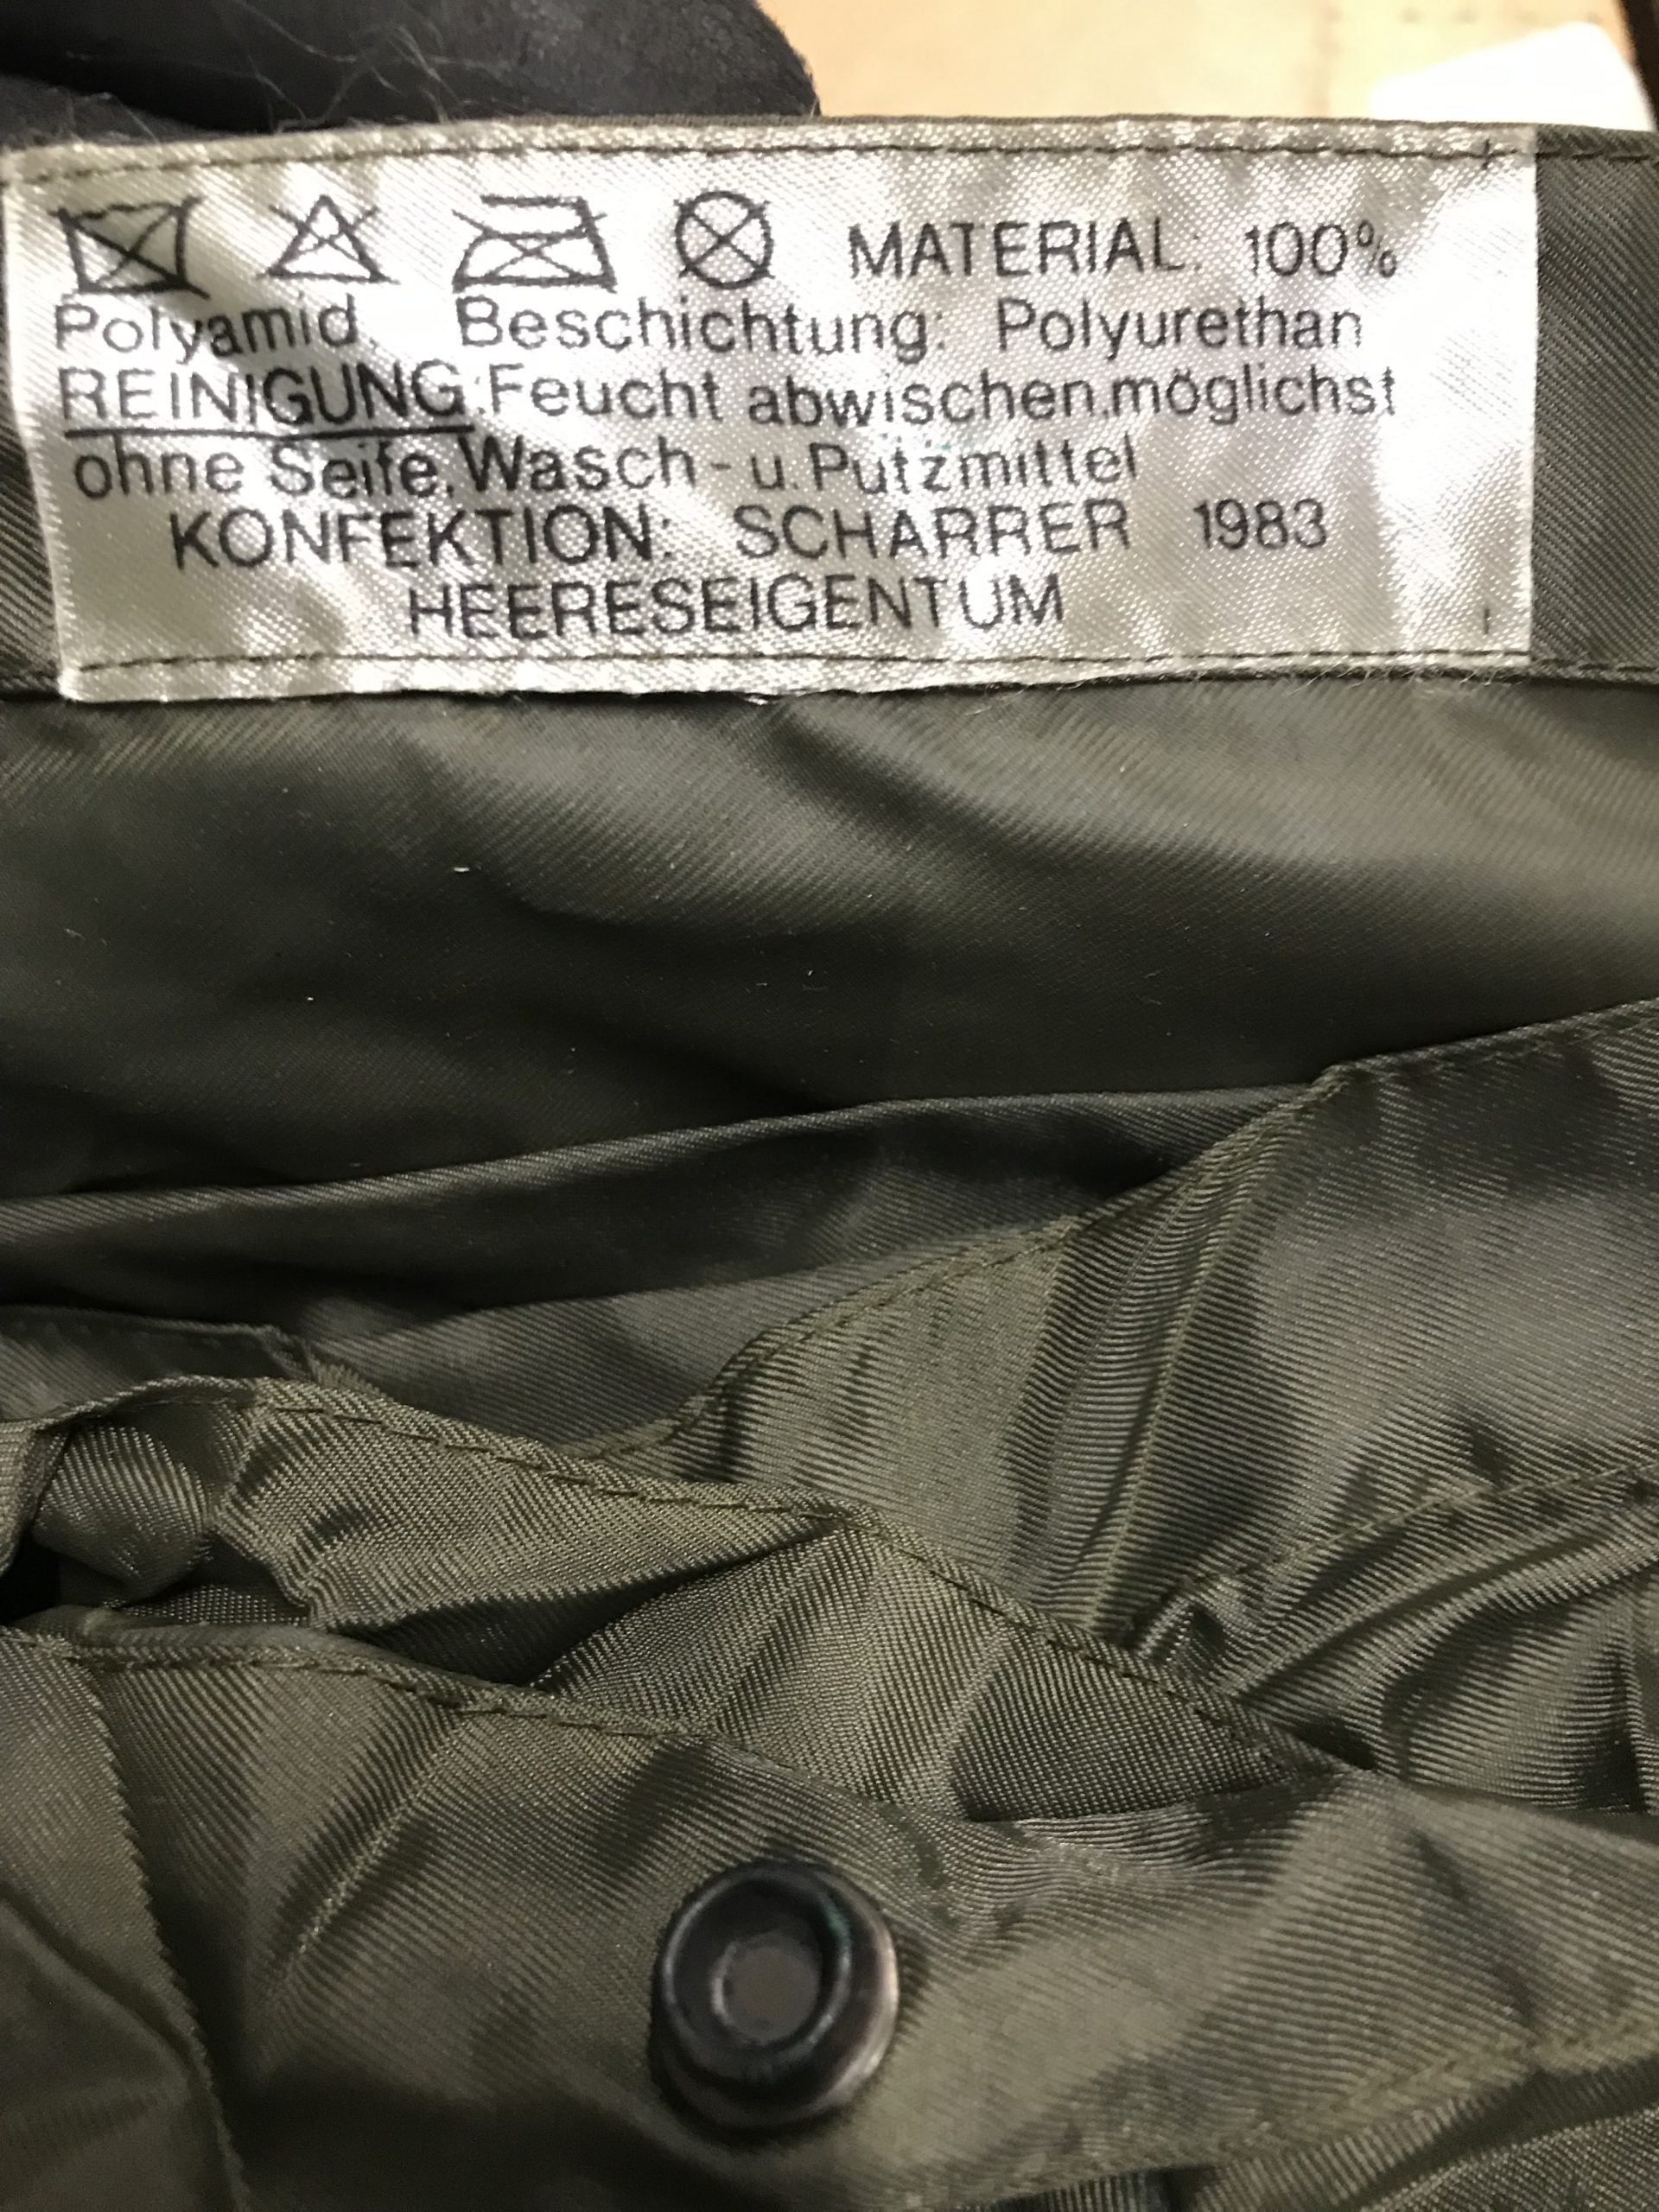 MATERIAL: 100%
Polyamid. Beschichtung: Polyurethan
REINIGUNG:Feucht abwischen,möglichst
ohne Seife,Wasch-u.Putzmittel
KONFEKTION: SCHARRER 1983
HEERESEIGENTUM